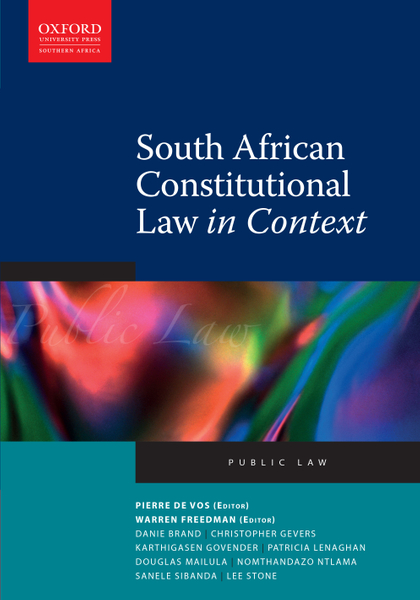 OXFORD
UNIVERSITY PRESS
SOUTHERN AFRICA
South African
Constitutional
Law in Context
Public Law
PUBLIC LAW
PIERRE DE VOS (EDITOR)
WARREN FREEDMAN (EDITOR)
DANIE BRAND | CHRISTOPHER GEVERS
KARTHIGASEN GOVENDER | PATRICIA LENAGHAN
DOUGLAS MAILULA | NOMTHANDAZO NTLAMA
SANELE SIBANDA | LEE STONE